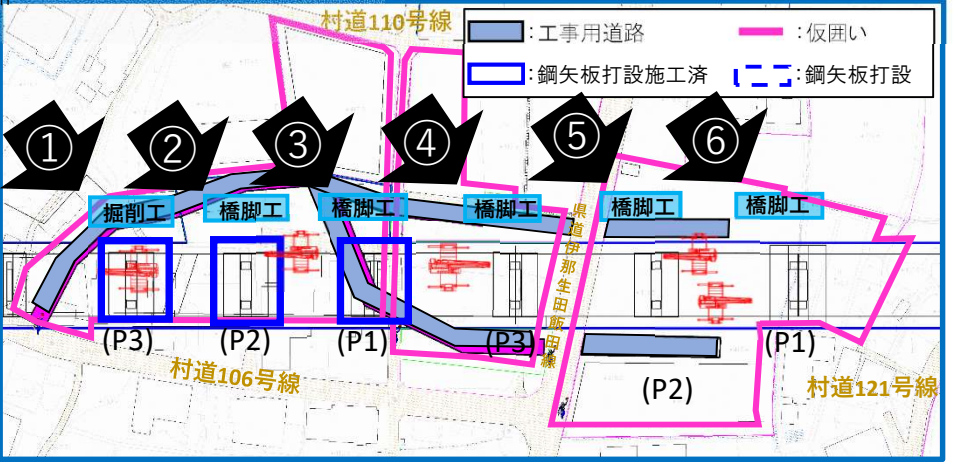 村道110号線
:工事用道路
:仮囲い
:鋼矢板打設施工済
:鋼矢板打設
①
②
③
④
⑤
⑥
掘削工
橋脚工
橋脚工
橋脚工
橋脚工
橋脚工
県道伊那生田飯田線
(P3)
(P2)
(P1)
(P3)
(P2)
(P1)
村道106号線
村道121号線